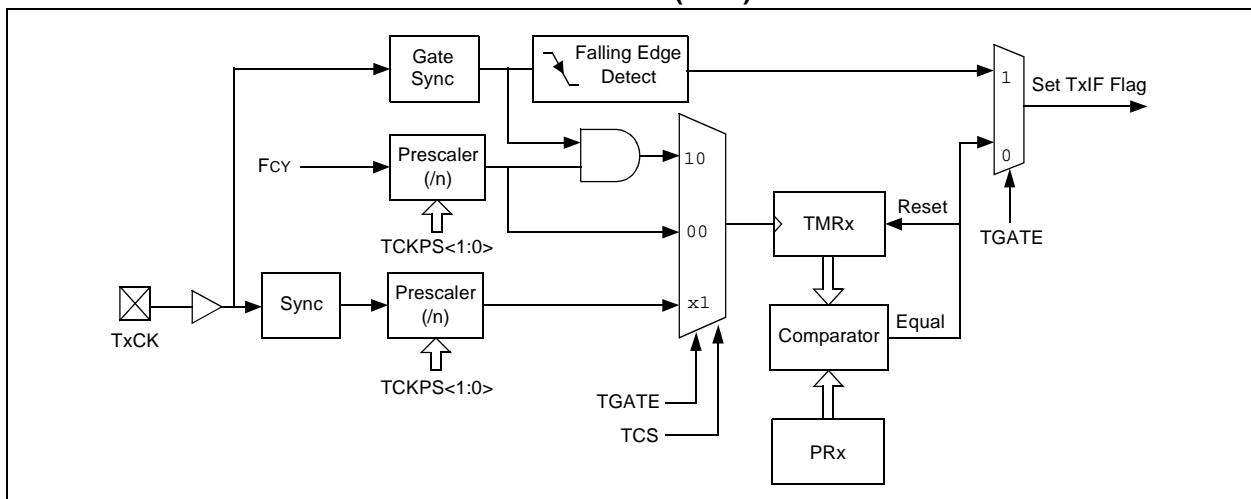 Gate
Sync
Falling Edge
Detect
1
Set TxIF Flag
FCY
Prescaler
(/n)
10
0
TCKPS<1:0>
00
TMRx
Reset
TGATE
TxCK
Sync
Prescaler
(/n)
x1
Comparator
Equal
TCKPS<1:0>
TGATE
TCS
PRx